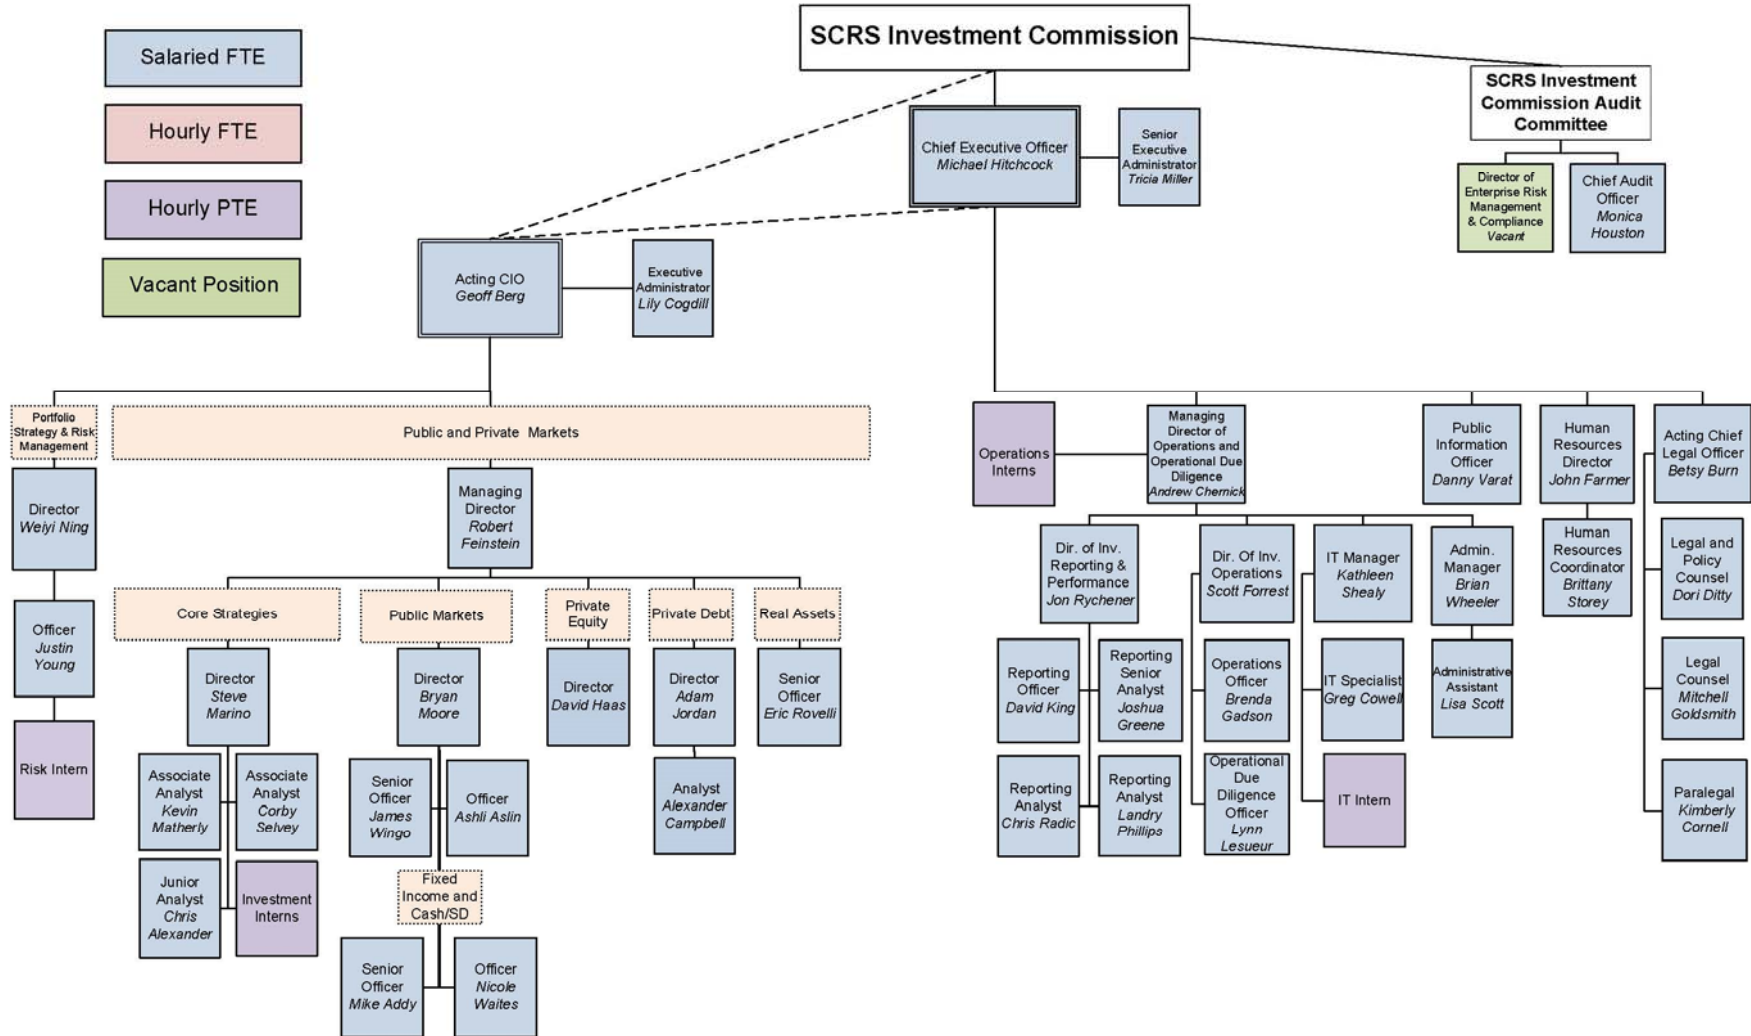 SCRS Investment Commission
Salaried FTE
Hourly FTE
Hourly PTE
Vacant Position
SCRS Investment
Commission Audit
Committee
Chief Executive Officer
Michael Hitchcock
Senior
Executive
Administrator
Tricia Miller
Director of
Enterprise Risk
Management
& Compliance
Vacant
Chief Audit
Officer
Monica
Houston
Acting CIO
Geoff Berg
Executive
Administrator
Lily Cogdill
Portfolio
Strategy & Risk
Management
Public and Private Markets
Operations
Interns
Managing
Director of
Operations and
Operational Due
Diligence
Andrew Chernick
Public
Information
Officer
Danny Varat
Human
Resources
Director
John Farmer
Acting Chief
Legal Officer
Betsy Burn
Director
Weiyi Ning
Managing
Director
Robert
Feinstein
Dir. of Inv.
Reporting &
Performance
Jon Rychener
Dir. Of Inv.
Operations
Scott Forrest
IT Manager
Kathleen
Shealy
Admin.
Manager
Brian
Wheeler
Human
Resources
Coordinator
Brittany
Storey
Legal and
Policy
Counsel
Dori Ditty
Officer
Justin
Young
Core Strategies
Public Markets
Private
Equity
Private Debt
Real Assets
Director
Steve
Marino
Director
Bryan
Moore
Director
David Haas
Director
Adam
Jordan
Senior
Officer
Eric Rovelli
Reporting
Officer
David King
Reporting
Senior
Analyst
Joshua
Greene
Operations
Officer
Brenda
Gadson
IT Specialist
Greg Cowell
Administrative
Assistant
Lisa Scott
Legal
Counsel
Mitchell
Goldsmith
Risk Intern
Associate
Analyst
Kevin
Matherly
Associate
Analyst
Corby
Selvey
Senior
Officer
James
Wingo
Officer
Ashli Aslin
Analyst
Alexander
Campbell
Reporting
Analyst
Chris Radic
Reporting
Analyst
Landry
Phillips
Operational
Due
Diligence
Officer
Lynn
Lesueur
IT Intern
Paralegal
Kimberly
Cornell
Junior
Analyst
Chris
Alexander
Investment
Interns
Fixed
Income and
Cash/SD
Senior
Officer
Mike Addy
Officer
Nicole
Waites